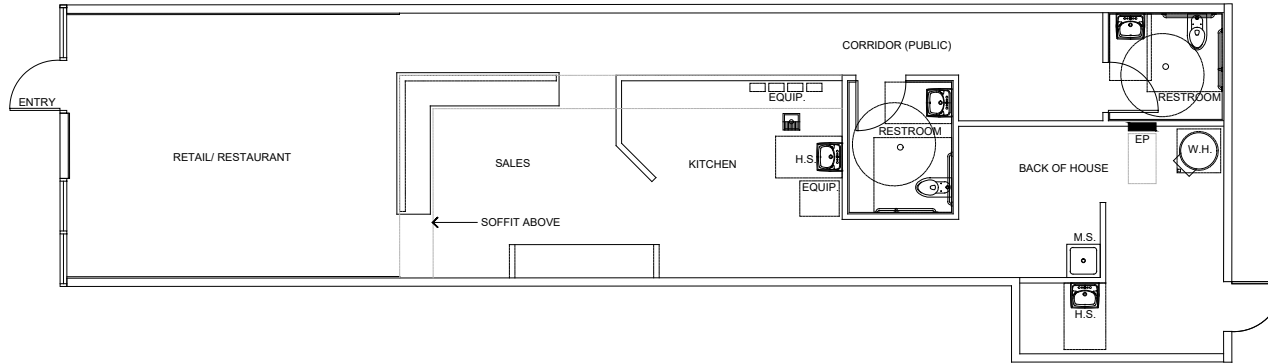 CORRIDOR (PUBLIC)
ENTRY
EQUIP.
RESTROOM
RESTROOM
EP
W.H.
RETAIL/ RESTAURANT
SALES
KITCHEN
H.S.
BACK OF HOUSE
EQUIP.
SOFFIT ABOVE
M.S.
H.S.